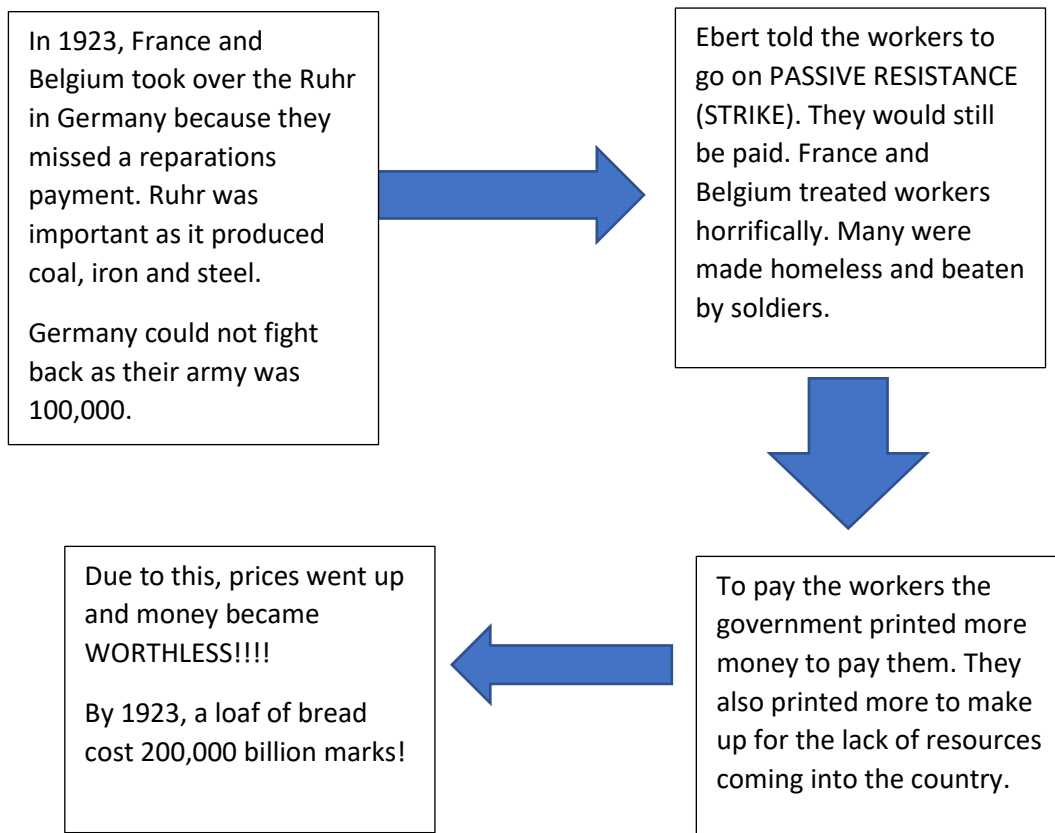 In 1923, France and
Belgium took over the Ruhr
in Germany because they
missed a reparations
payment. Ruhr was
important as it produced
coal, iron and steel.
Germany could not fight
back as their army was
100,000.
Ebert told the workers to
go on PASSIVE RESISTANCE
(STRIKE). They would still
be paid. France and
Belgium treated workers
horrifically. Many were
made homeless and beaten
by soldiers.
To pay the workers the
government printed more
money to pay them. They
also printed more to make
up for the lack of resources
coming into the country.
Due to this, prices went up
and money became
WORTHLESS!!!!
By 1923, a loaf of bread
cost 200,000 billion marks!